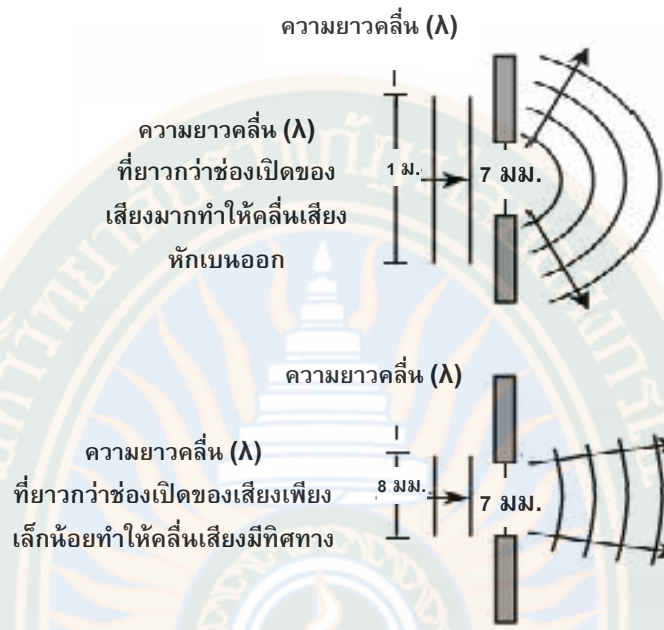 ความยาวคลื่น (λ)
ความยาวคลื่น (λ)
ที่ยาวกว่าช่องเปิดของ
เสียงมากทำให้คลื่นเสียง
หักเบนออก
1 ม.
7 มม.
ความยาวคลื่น (λ)
ความยาวคลื่น (λ)
ที่ยาวกว่าช่องเปิดของเสียงเพียง
เล็กน้อยทำให้คลื่นเสียงมีทิศทาง
8 มม.
7 มม.